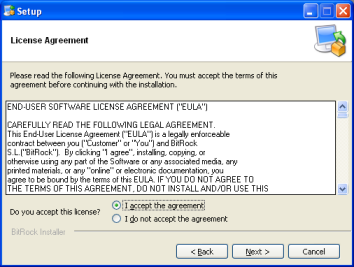 Setup
License Agreement
Please read the following License Agreement. You must accept the terms of this
agreement before continuing with the installation.
END-USER SOFTWARE LICENSE AGREEMENT ("EULA")
CAREFULLY READ THE FOLLOWING LEGAL AGREEMENT.
This End-User License Agreement ("EULA") is a legally enforceable
contract between you ("Customer" or "You") and BitRock
S.L.("BitRock"). By clicking "I agree", installing, copying, or
otherwise using any part of the Software or any associated media, any
printed materials, or any "online" or electronic documentation, you
agree to be bound by the terms of this EULA. IF YOU DO NOT AGREE TO
THE TERMS OF THIS AGREEMENT, DO NOT INSTALL AND/OR USE THIS
Do you accept this license?
I accept the agreement
I do not accept the agreement
BitRock Installer
< Back
Next >
Cancel